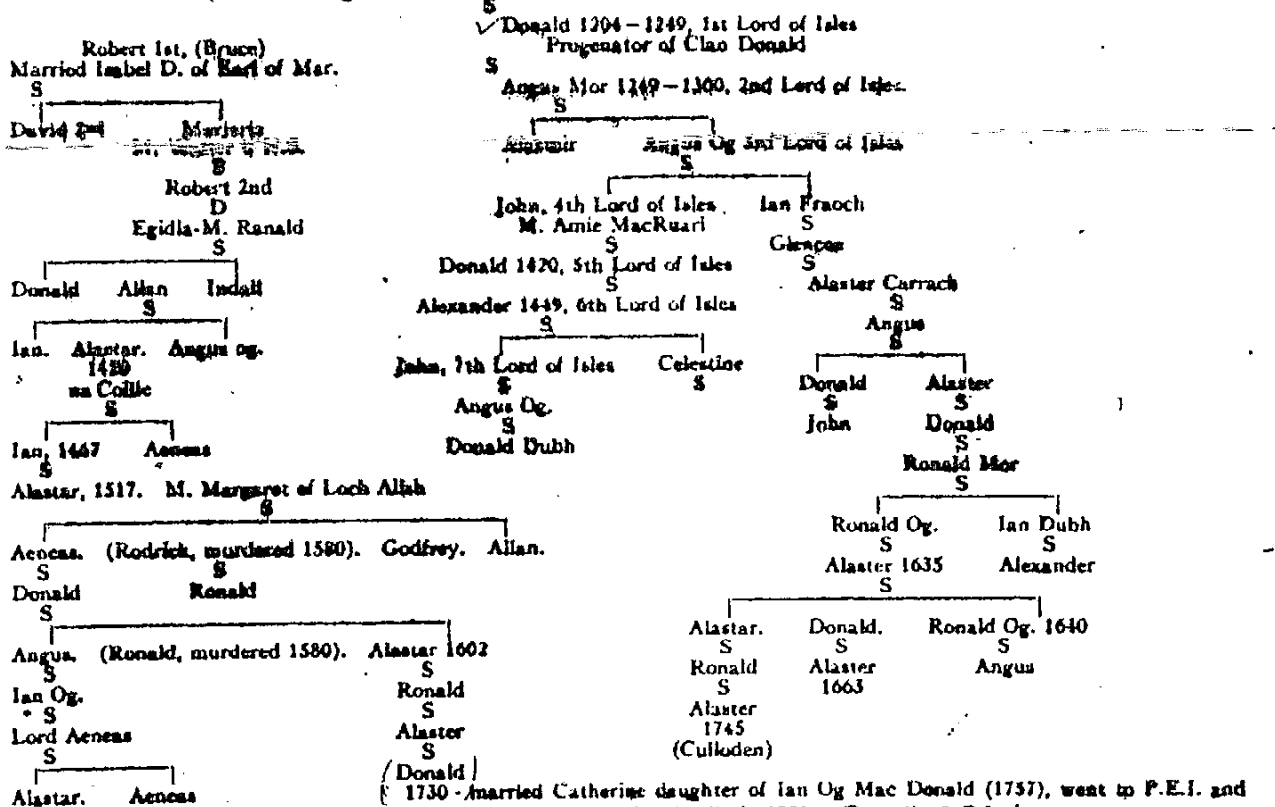 S
Donald 1204-1249, 1st Lord of Isles
Progenator of Clan Donald
S
Angus Mor 1249-1300, 2nd Lord of Isles.
S
Alastair Angus Og 3rd Lord of Isles
S
John, 4th Lord of Isles Ian Fraoch
M. Amie MacRuari S
S Glencoe
Donald 1420, 5th Lord of Isles S
S Alaster Carrach
Alexander 1449, 6th Lord of Isles S
S Angus
S
John, 7th Lord of Isles Celestine
S S
Angus Og.
S
Donald Dubh
Donald Alaster
S S
John Donald
S
Ronald Mor
S
Ronald Og. Ian Dubh
S S
Alaster 1635 Alexander
S
Alastar. Donald. Ronald Og. 1640
S S S
Ronald Alaster Angus
S 1663
Alaster
1745
(Culloden)
Robert 1st, (Bruce)
Married Isabel D. of Earl of Mar.
S
David 2nd
S
Robert 2nd
D
Egidia-M. Ranald
S
Donald Allan
S
Ian. Alastar. Angus og.
1480
na Coille
S
Ian, 1467 Aeneas
S
Alastar, 1517. M. Margaret of Loch
S
Aeneas. (Rodrick, murdered 1580). Godfrey. Allan.
S S
Donald Ronald
S
Angus. (Ronald, murdered 1580). Alastar 1602
S S
Ian Og. Ronald
S S
Lord Aeneas Alaster
S S
Alastar. Aeneas (Donald)
1730 - married Catherine daughter of Ian Og Mac Donald (1757), went to P.E.I. and